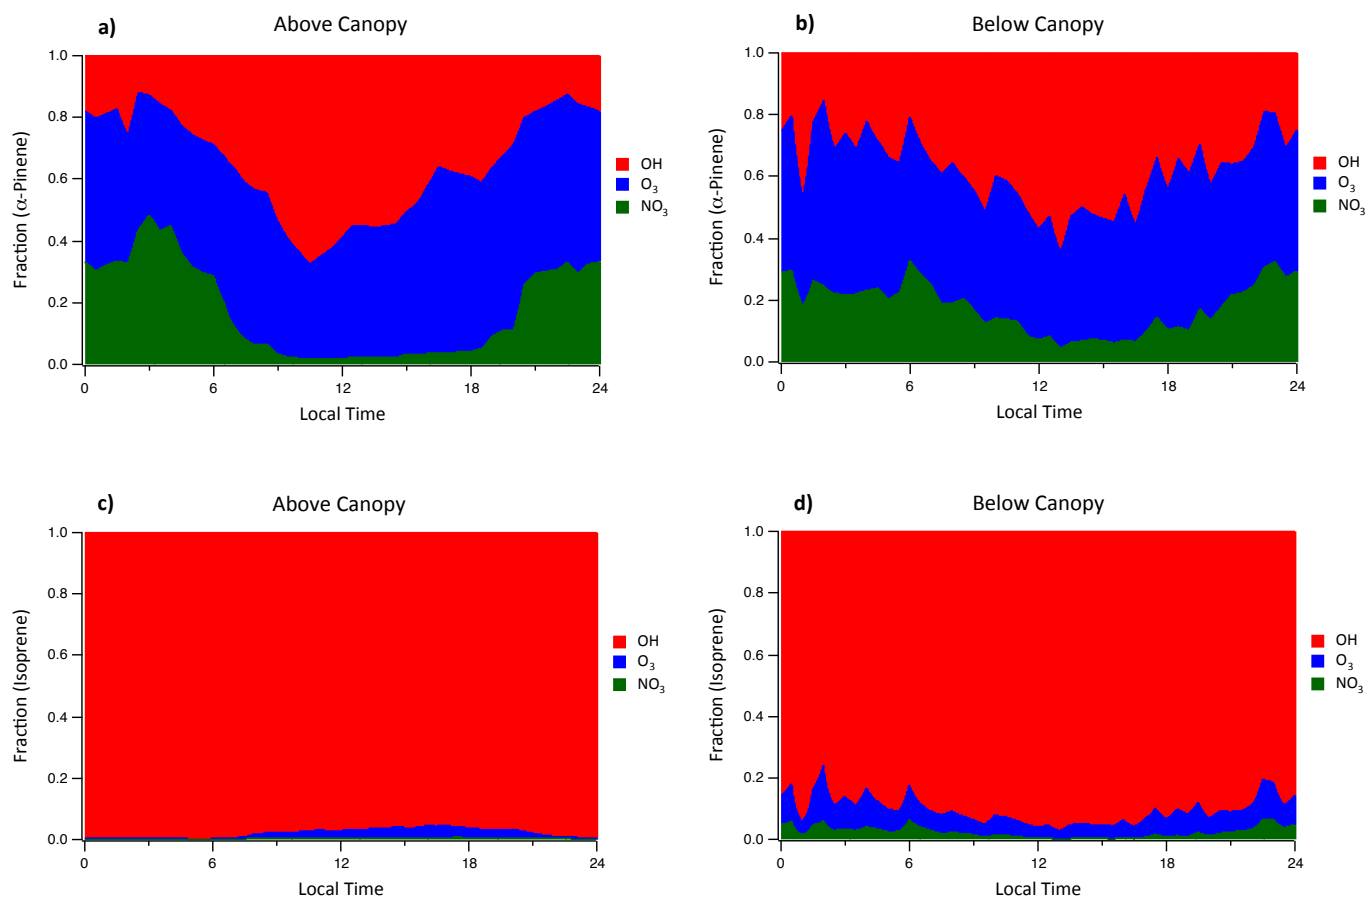 a)
Above Canopy
Fraction (α-Pinene)
1.0
0.8
0.6
0.4
0.2
0.0
0
6
12
18
24
Local Time
OH
O3
NO3
b)
Below Canopy
Fraction (α-Pinene)
1.0
0.8
0.6
0.4
0.2
0.0
0
6
12
18
24
Local Time
OH
O3
NO3
c)
Above Canopy
Fraction (Isoprene)
1.0
0.8
0.6
0.4
0.2
0.0
0
6
12
18
24
Local Time
OH
O3
NO3
d)
Below Canopy
Fraction (Isoprene)
1.0
0.8
0.6
0.4
0.2
0.0
0
6
12
18
24
Local Time
OH
O3
NO3